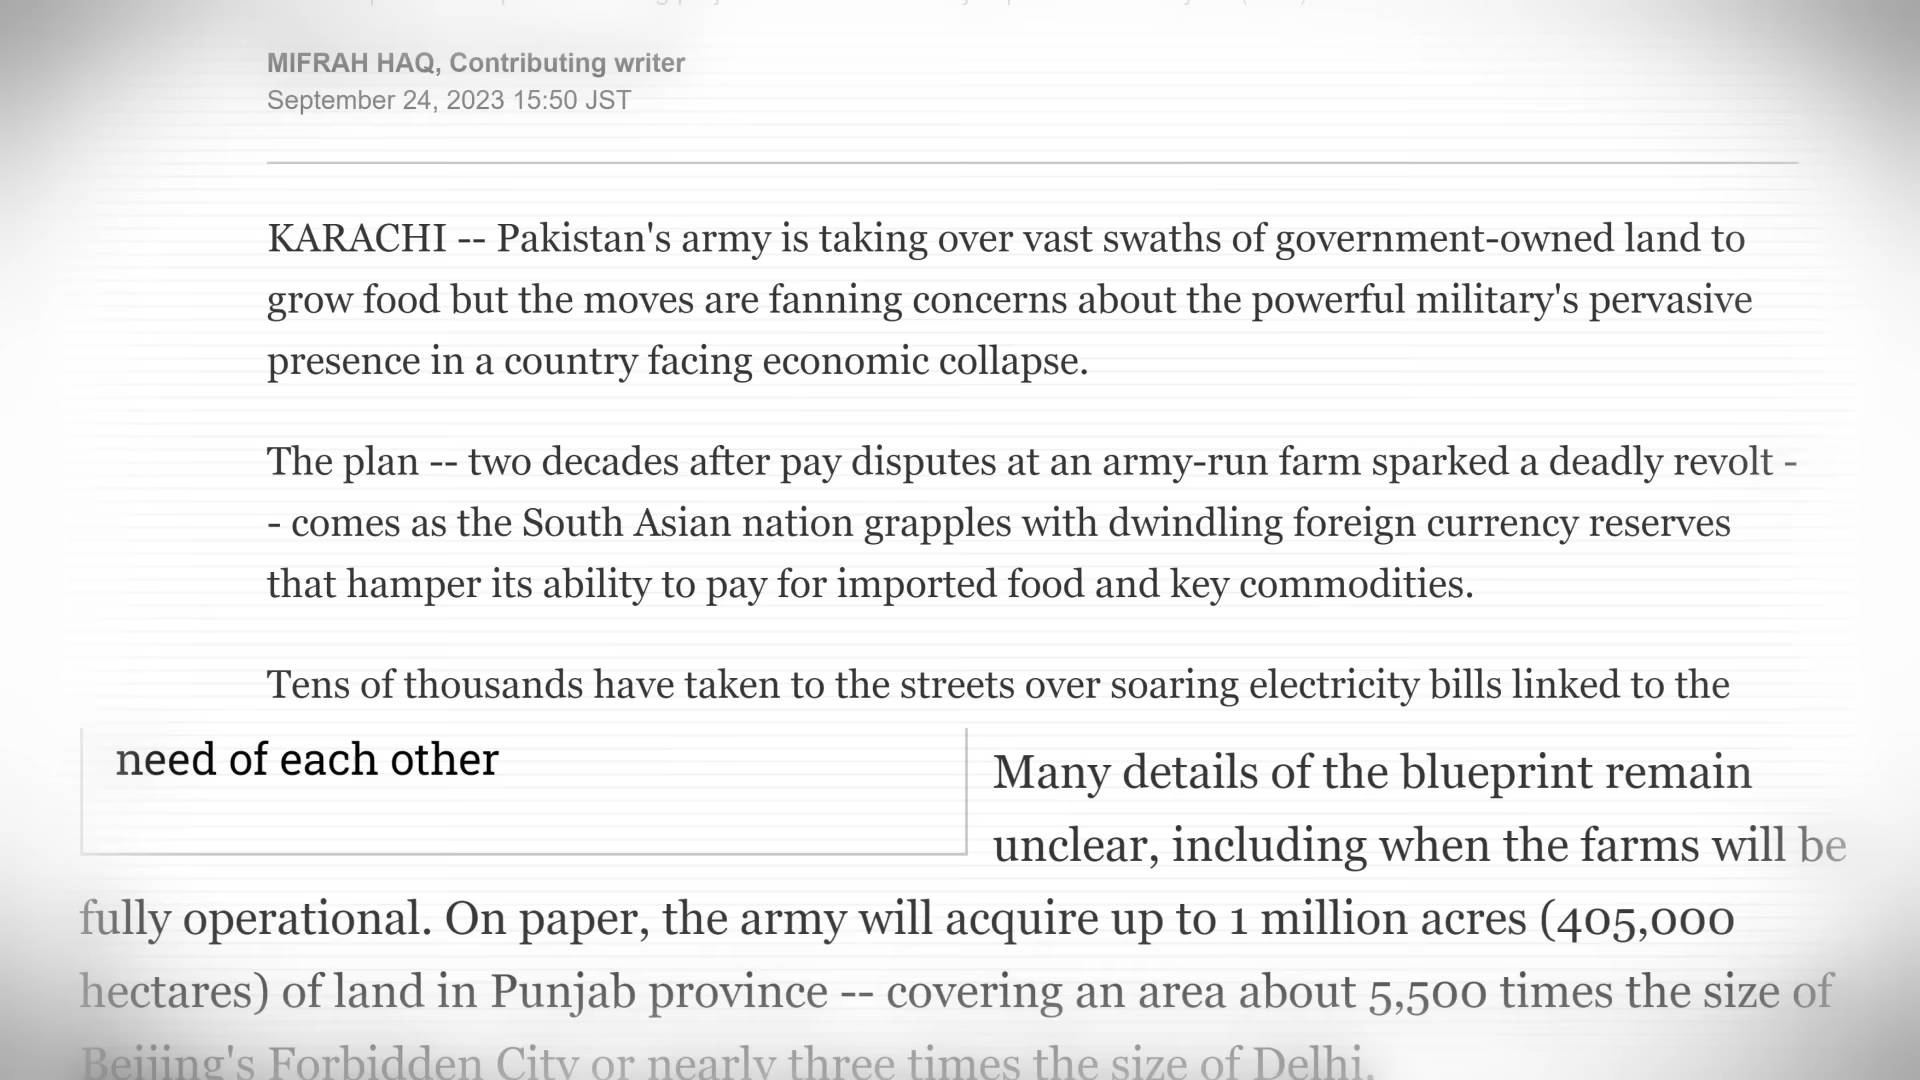 MIFRAH HAQ, Contributing writer
September 24, 2023 15:50 JST
KARACHI -- Pakistan's army is taking over vast swaths of government-owned land to
grow food but the moves are fanning concerns about the powerful military's pervasive
presence in a country facing economic collapse.
The plan -- two decades after pay disputes at an army-run farm sparked a deadly revolt -
- comes as the South Asian nation grapples with dwindling foreign currency reserves
that hamper its ability to pay for imported food and key commodities.
Tens of thousands have taken to the streets over soaring electricity bills linked to the
need of each other
Many details of the blueprint remain
unclear, including when the farms will be
fully operational. On paper, the army will acquire up to 1 million acres (405,000
hectares) of land in Punjab province -- covering an area about 5,500 times the size of
Beijing's Forbidden City or nearly three times the size of Delhi.